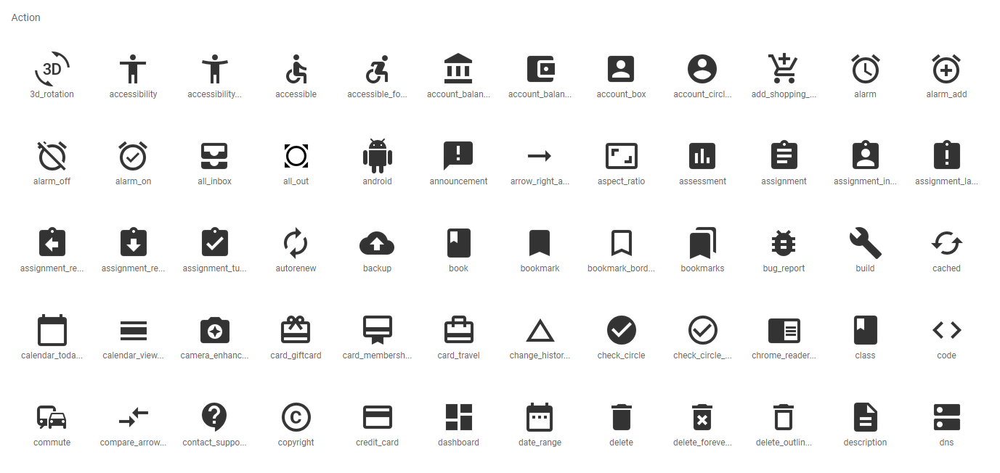 Action
3D
3d_rotation accessibility accessibility... accessible accessible_fo... account_balan... account_balan... account_box account_circl... add_shopping_... alarm alarm_add
alarm_off alarm_on all_inbox all_out android announcement arrow_right_a... aspect_ratio assessment assignment assignment_in... assignment_la...
assignment_re... assignment_re... assignment_tu... autorenew backup book bookmark bookmark_bord... bookmarks bug_report build cached
calendar_toda... calendar_view... camera_enhanc... card_giftcard card_membersh... card_travel change_histor... check_circle check_circle_... chrome_reader... class code
C
commute compare_arrow... contact_suppo... copyright credit_card dashboard date_range delete delete_foreve... delete_outlin... description dns